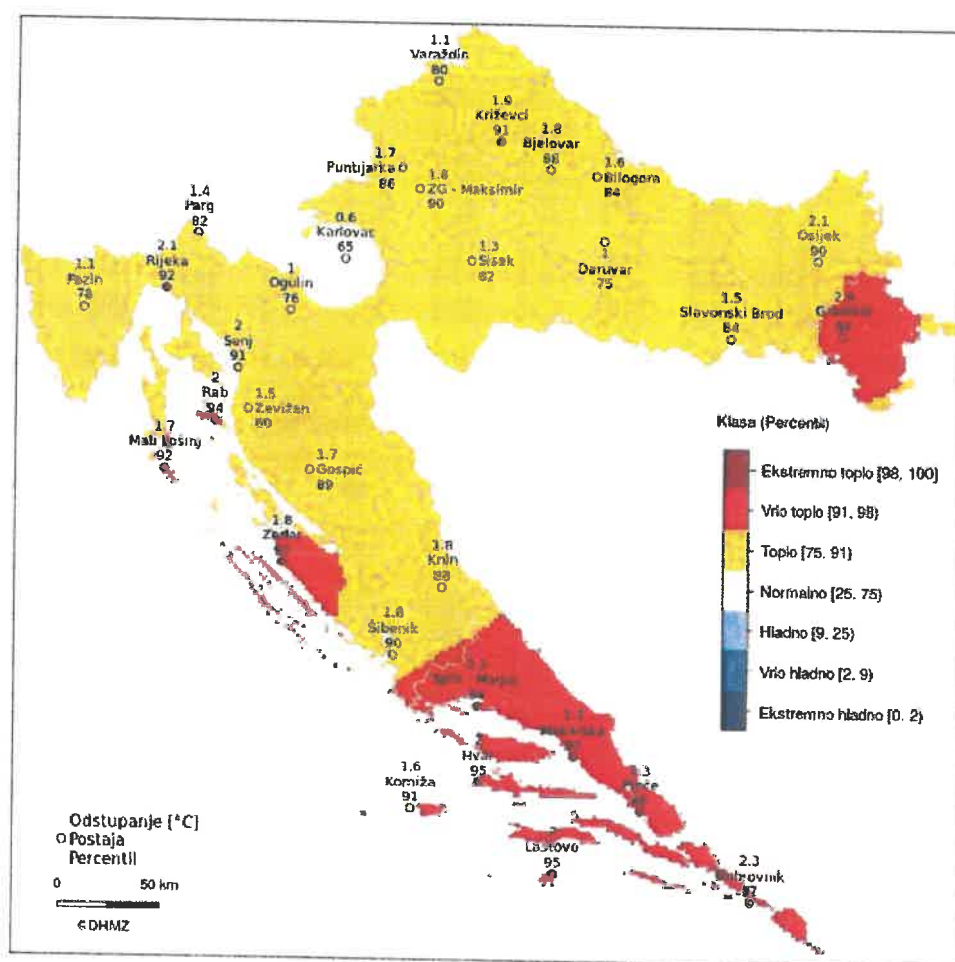 1.1
Varaždin
80
1.9
Križevci
91
1.8
Bjelovar
88
1.7
Puntijarka
86
1.6
Bilogora
84
ZG - Maksimir
90
1.4
Parg
82
0.6
Karlovac
65
2.1
Rijeka
92
1.1
Pazin
78
1
Ogulin
76
1.3
Sisak
82
1
Daruvar
75
2.1
Osijek
90
1.5
Slavonski Brod
84
2
Senj
91
2
Rab
94
1.5
Zavižan
80
1.7
Mali Lošinj
92
1.7
Gospić
89
1.8
Zadar
1.8
Knin
88
1.8
Šibenik
90
Hvar
95
1.6
Komiža
91
Lastovo
95
2.3
Dubrovnik
97
Klasa (Percentil)
Ekstremno toplo [98, 100]
Vrlo toplo [91, 98)
Toplo [75, 91)
Normalno [25, 75)
Hladno [9, 25)
Vrlo hladno [2, 9)
Ekstremno hladno [0, 2)
Odstupanje [°C]
Postaja
Percentil
0 50 km
©DHMZ